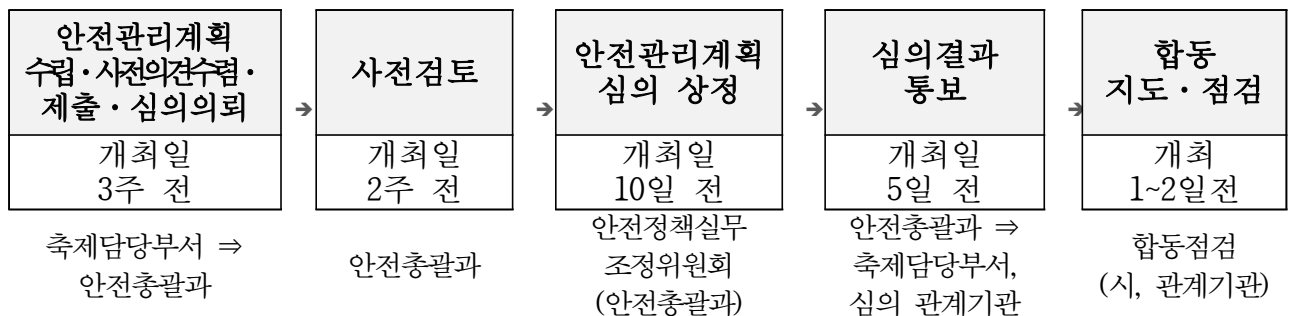 안전관리계획
수립·사전의견수렴·
제출·심의의뢰
개최일
3주 전
축제담당부서 ⇒
안전총괄과
➔
사전검토
개최일
2주 전
안전총괄과
➔
안전관리계획
심의 상정
개최일
10일 전
안전정책실무
조정위원회
(안전총괄과)
➔
심의결과
통보
개최일
5일 전
안전총괄과 ⇒
축제담당부서,
심의 관계기관
➔
합동
지도·점검
개최
1~2일전
합동점검
(시, 관계기관)